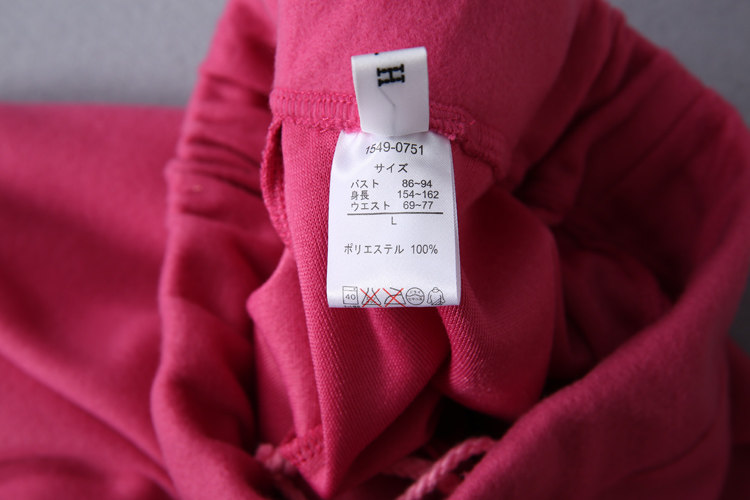 H
1549-0751
サイズ
バスト 86~94
身長 154~162
ウエスト 69~77
L
ポリエステル 100%
40